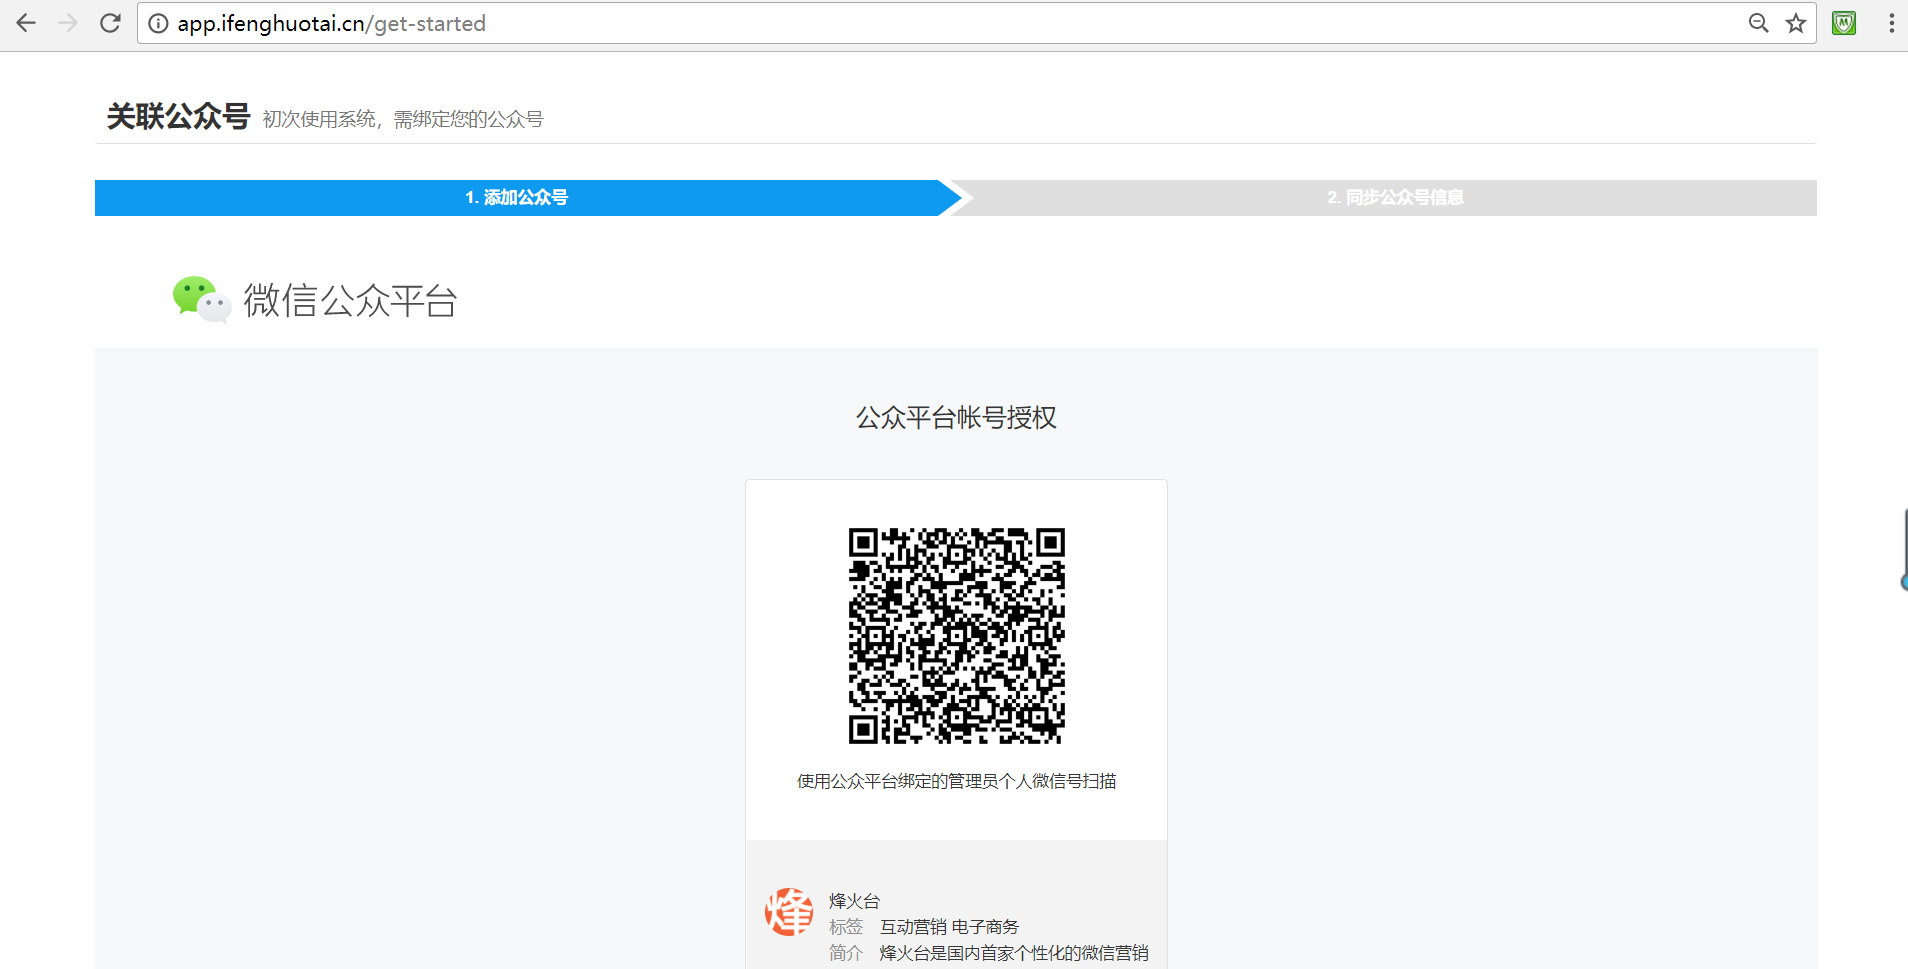 app.ifenghuotai.cn/get-started
关联公众号 初次使用系统，需绑定您的公众号
1. 添加公众号
2. 同步公众号信息
微信公众平台
公众平台帐号授权
使用公众平台绑定的管理员个人微信号扫描
烽
烽火台
标签 互动营销 电子商务
简介 烽火台是国内首家个性化的微信营销